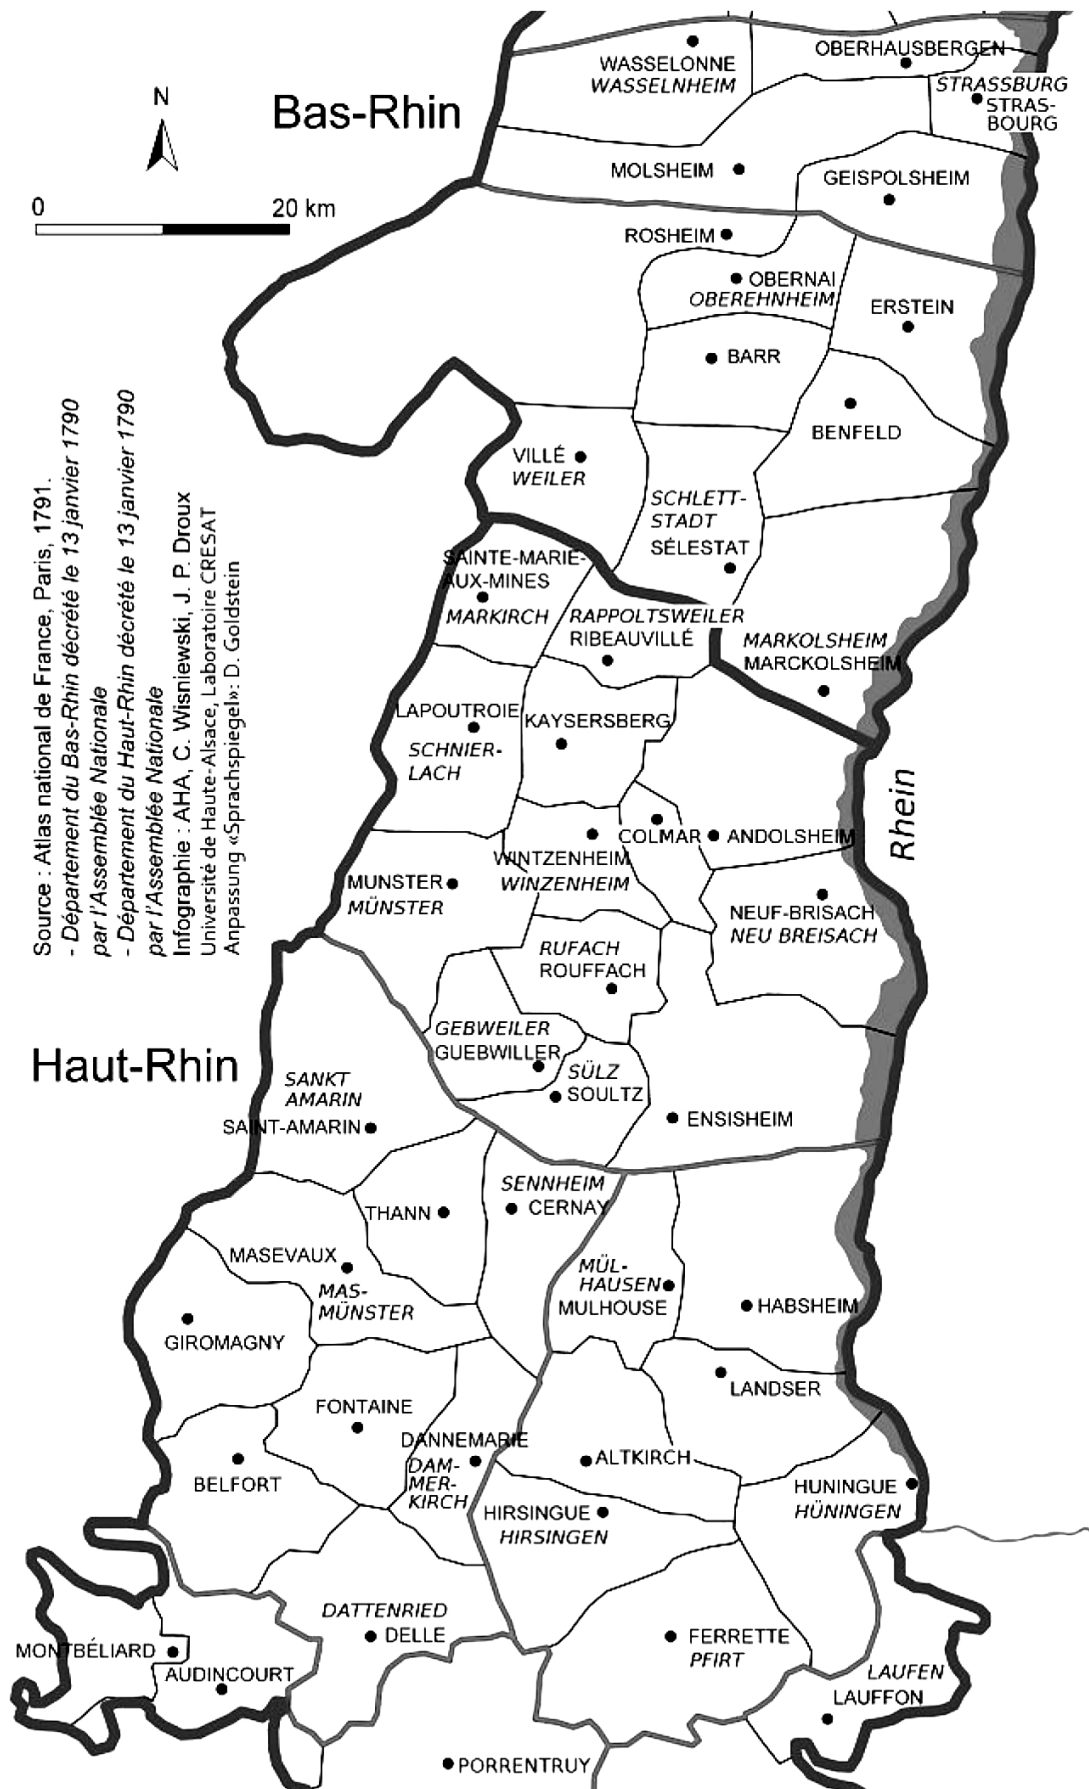 WASSELONNE
WASSELNHEIM
OBERHAUSBERGEN
STRASSBURG
STRAS-
BOURG
N
Bas-Rhin
0 20 km
MOLSHEIM
GEISPOLSHEIM
ROSHEIM
OBERNAI
OBEREHNHEIM
ERSTEIN
BARR
BENFELD
VILLÉ
WEILER
SCHLETT-
STADT
SÉLESTAT
Source : Atlas national de France, Paris, 1791.
- Département du Bas-Rhin décrété le 13 janvier 1790
par l'Assemblée Nationale
- Département du Haut-Rhin décrété le 13 janvier 1790
par l'Assemblée Nationale
Infographie : AHA, C. Wisniewski, J. P. Droux
Université de Haute-Alsace, Laboratoire CRESAT
Anpassung «Sprachspiegel»: D. Goldstein
SAINTE-MARIE-
AUX-MINES
MARKIRCH
RAPPOLTSWEILER
RIBEAUVILLÉ
MARKOLSHEIM
MARCKOLSHEIM
LAPOUTROIE
SCHNIER-
LACH
KAYSERSBERG
Rhein
COLMAR
ANDOLSHEIM
WINTZENHEIM
WINZENHEIM
MUNSTER
MÜNSTER
NEUF-BRISACH
NEU BREISACH
RUFACH
ROUFFACH
GEBWEILER
GUEBWILLER
SÜLZ
SOULTZ
ENSISHEIM
Haut-Rhin
SANKT
AMARIN
SAINT-AMARIN
THANN
SENNHEIM
CERNAY
MASEVAUX
MAS-
MÜNSTER
MÜL-
HAUSEN
MULHOUSE
HABSHEIM
GIROMAGNY
LANDSER
FONTAINE
DANNEMARIE
DAM-
MER-
KIRCH
ALTKIRCH
BELFORT
HUNINGUE
HÜNINGEN
HIRSINGUE
HIRSINGEN
DATTENRIED
DELLE
FERRETTE
PFIRT
MONTBÉLIARD
AUDINCOURT
LAUFEN
LAUFFON
PORRENTRUY